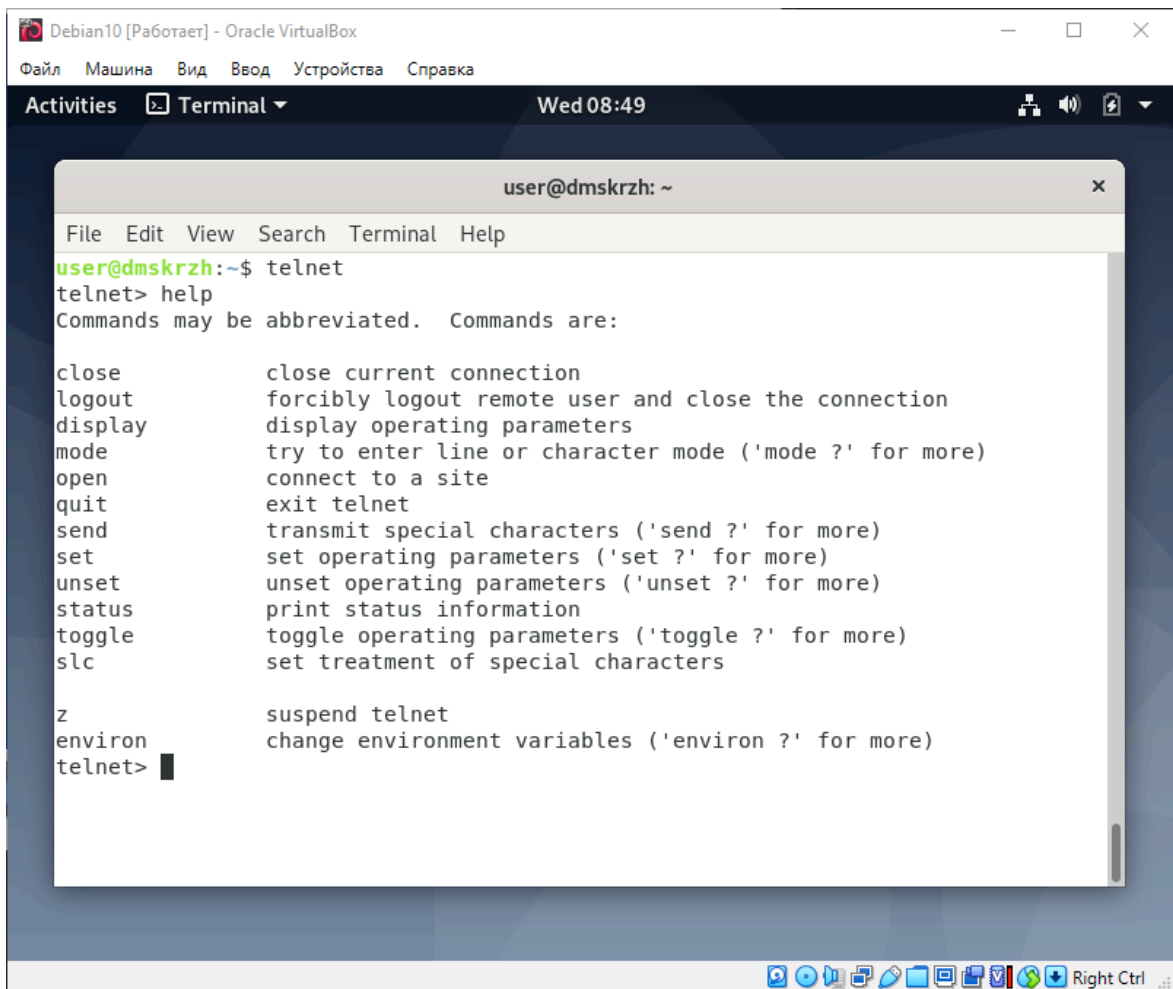 Debian10 [Работает] - Oracle VirtualBox
Файл Машина Вид Ввод Устройства Справка
Activities Terminal Wed 08:49
user@dmskrzh: ~
File Edit View Search Terminal Help
user@dmskrzh:~$ telnet
telnet> help
Commands may be abbreviated.  Commands are:
close           close current connection
logout          forcibly logout remote user and close the connection
display         display operating parameters
mode            try to enter line or character mode ('mode ?' for more)
open            connect to a site
quit            exit telnet
send            transmit special characters ('send ?' for more)
set             set operating parameters ('set ?' for more)
unset           unset operating parameters ('unset ?' for more)
status          print status information
toggle          toggle operating parameters ('toggle ?' for more)
slc             set treatment of special characters
z               suspend telnet
environ         change environment variables ('environ ?' for more)
telnet>
Right Ctrl